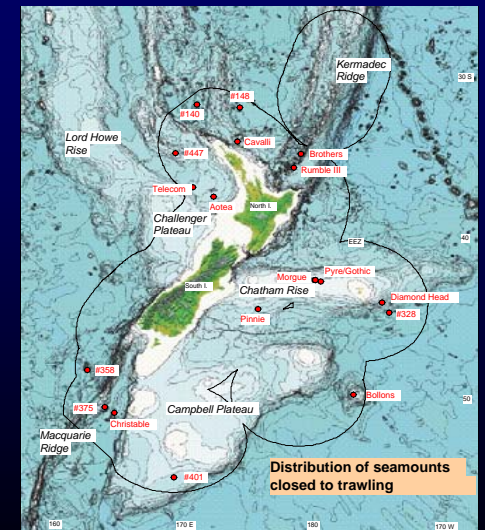 Kermadec
Ridge
30 S
#148
#140
Lord Howe
Rise
Cavalli
#447
Brothers
Rumble III
Telecom
Aotea
North I.
Challenger
Plateau
EEZ
40
Pyre/Gothic
Morgue
South I.
Chatham Rise
Diamond Head
#328
Pinnie
#358
Bollons
50
#375
Campbell Plateau
Christable
Macquarie
Ridge
Distribution of seamounts
closed to trawling
#401
160
170 E
180
170 W